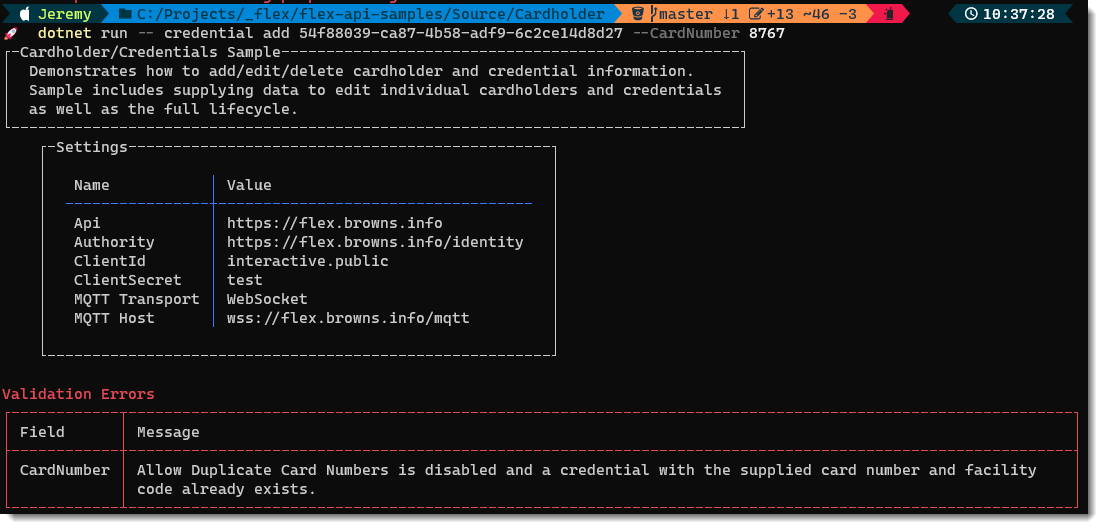 Jeremy C:/Projects/_flex/flex-api-samples/Source/Cardholder master ↓1 +13 ~46 -3 10:37:28
dotnet run -- credential add 54f88039-ca87-4b58-adf9-6c2ce14d8d27 --CardNumber 8767
Cardholder/Credentials Sample
Demonstrates how to add/edit/delete cardholder and credential information.
Sample includes supplying data to edit individual cardholders and credentials
as well as the full lifecycle.
Settings
Name Value
Api https://flex.browns.info
Authority https://flex.browns.info/identity
ClientId interactive.public
ClientSecret test
MQTT Transport WebSocket
MQTT Host wss://flex.browns.info/mqtt
Validation Errors
Field Message
CardNumber Allow Duplicate Card Numbers is disabled and a credential with the supplied card number and facility
code already exists.